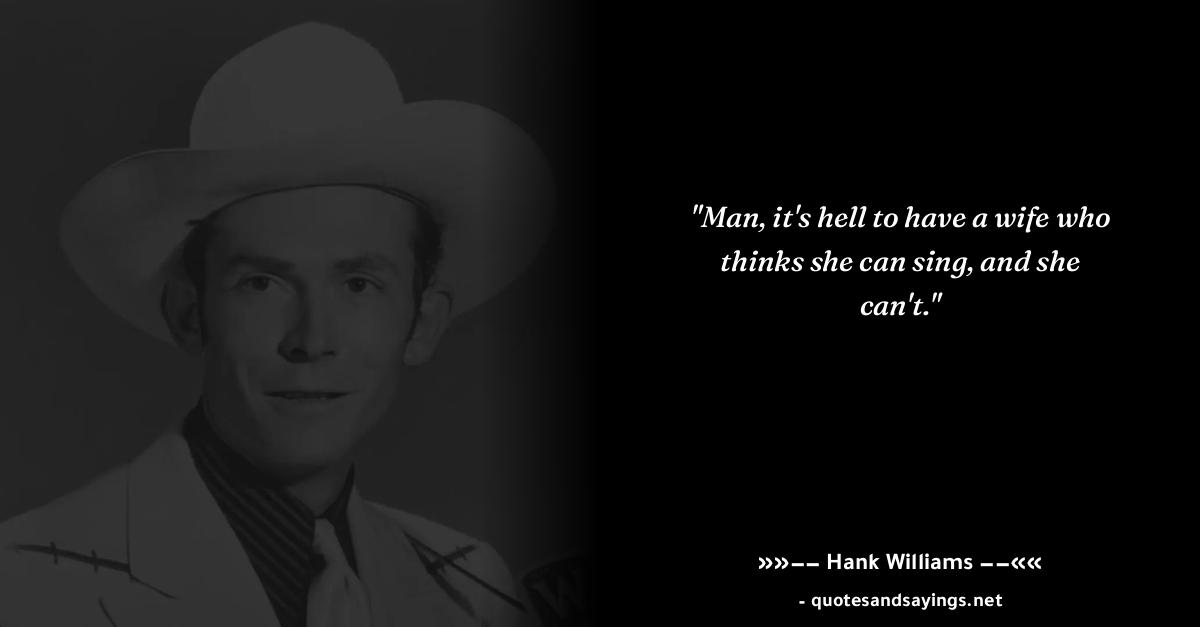 "Man, it's hell to have a wife who
thinks she can sing, and she
can't."
»»–– Hank Williams ––««
- quotesandsayings.net